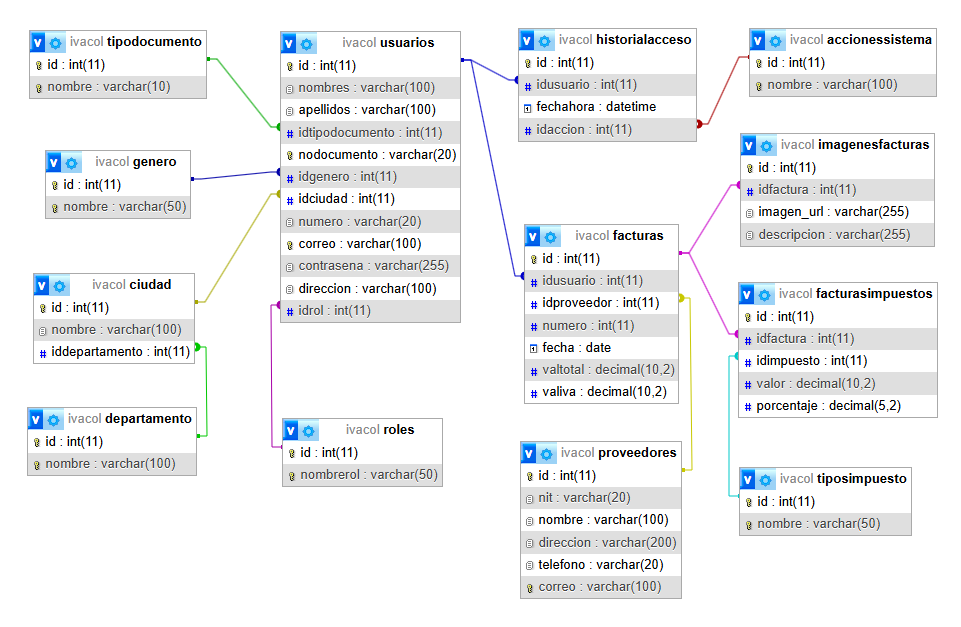 ivacol tipodocumento
id : int(11)
nombre : varchar(10)
ivacol genero
id : int(11)
nombre : varchar(50)
ivacol ciudad
id : int(11)
nombre : varchar(100)
iddepartamento : int(11)
ivacol departamento
id : int(11)
nombre : varchar(100)
ivacol usuarios
id : int(11)
nombres : varchar(100)
apellidos : varchar(100)
idtipodocumento : int(11)
nodocumento : varchar(20)
idgenero : int(11)
idciudad : int(11)
numero : varchar(20)
correo : varchar(100)
contrasena : varchar(255)
direccion : varchar(100)
idrol : int(11)
ivacol roles
id : int(11)
nombrerol : varchar(50)
ivacol historialacceso
id : int(11)
idusuario : int(11)
fechahora : datetime
idaccion : int(11)
ivacol facturas
id : int(11)
idusuario : int(11)
idproveedor : int(11)
numero : int(11)
fecha : date
valtotal : decimal(10,2)
valiva : decimal(10,2)
ivacol proveedores
id : int(11)
nit : varchar(20)
nombre : varchar(100)
direccion : varchar(200)
telefono : varchar(20)
correo : varchar(100)
ivacol accionessistema
id : int(11)
nombre : varchar(100)
ivacol imagenesfacturas
id : int(11)
idfactura : int(11)
imagen_url : varchar(255)
descripcion : varchar(255)
ivacol facturasimpuestos
id : int(11)
idfactura : int(11)
idimpuesto : int(11)
valor : decimal(10,2)
porcentaje : decimal(5,2)
ivacol tiposimpuesto
id : int(11)
nombre : varchar(50)